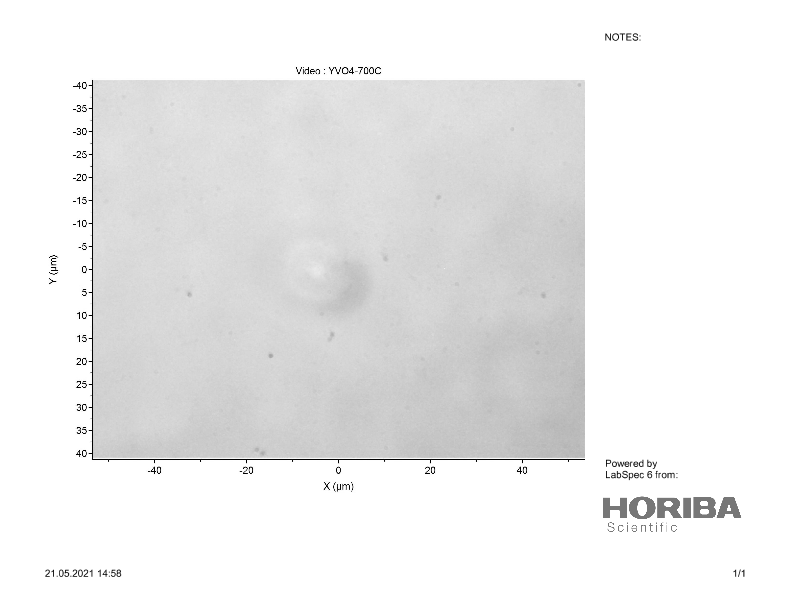 NOTES:
Video : YVO4-700C
-40
-35
-30
-25
-20
-15
-10
-5
0
5
10
15
20
25
30
35
40
Y (µm)
-40 -20 0 20 40
X (µm)
Powered by
LabSpec 6 from:
HORIBA
Scientific
21.05.2021 14:58
1/1